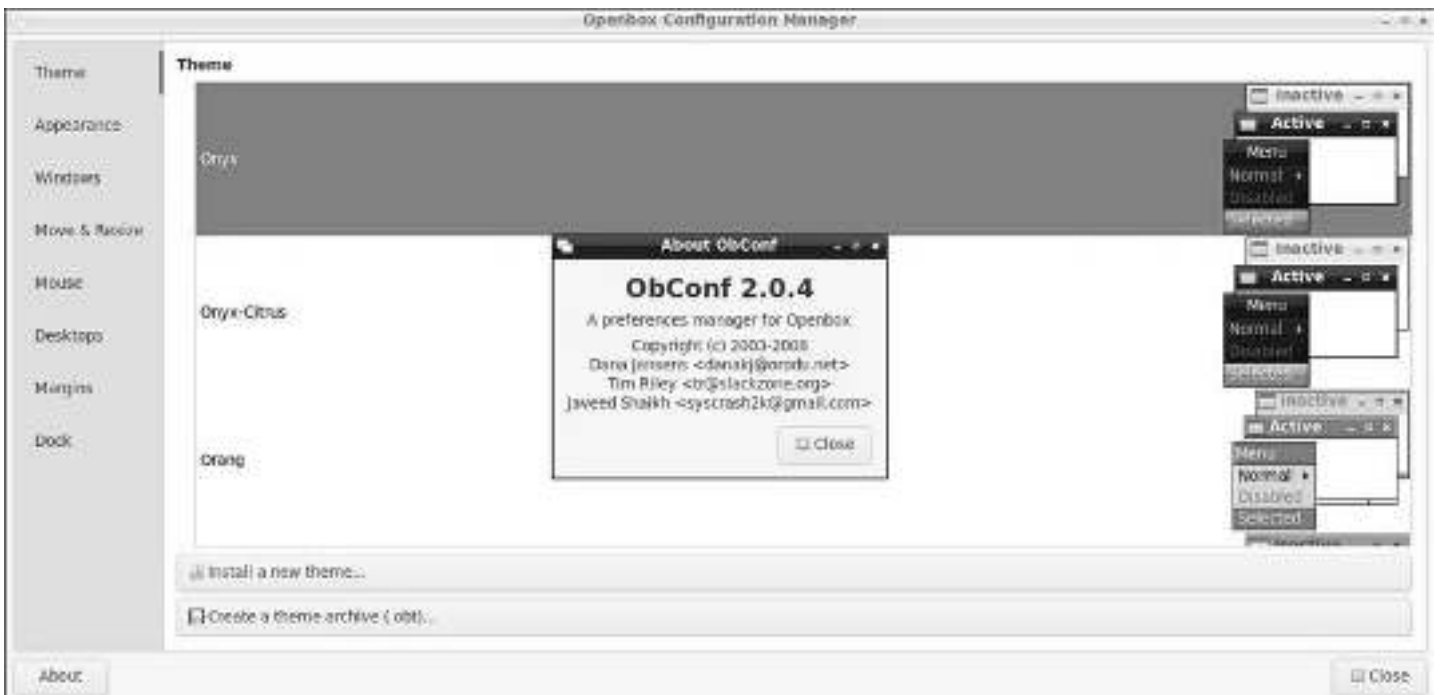 Openbox Configuration Manager
Theme
Appearance
Windows
Move & Resize
Mouse
Desktops
Margins
Dock
Theme
Onyx
Inactive
Active
Menu
Normal
Disabled
Selected
Onyx-Citrus
Inactive
Active
Menu
Normal
Disabled
Selected
Orang
Inactive
Active
Menu
Normal
Disabled
Selected
Inactive
About ObConf
ObConf 2.0.4
A preferences manager for Openbox
Copyright (c) 2003-2008
Dana Jansens <danakj@orodu.net>
Tim Riley <tr@slackzone.org>
Javeed Shaikh <syscrash2k@gmail.com>
Close
Install a new theme...
Create a theme archive (.obt)...
About
Close